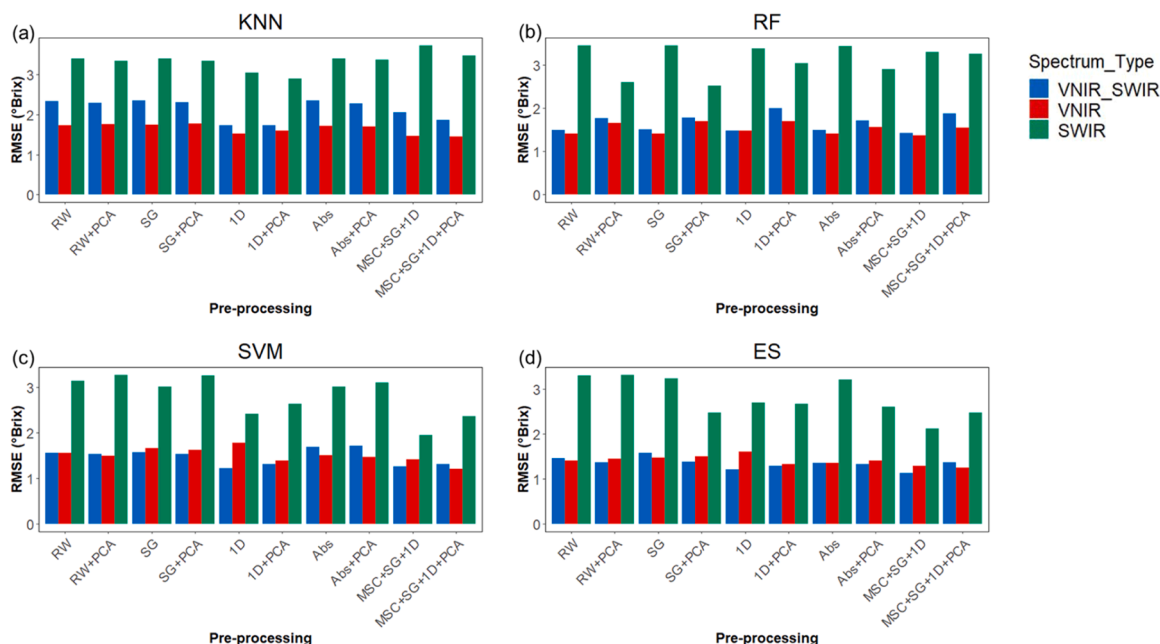 (a)
KNN
RMSE (°Brix)
3
2
1
0
RW
RW+PCA
SG
SG+PCA
1D
1D+PCA
Abs
Abs+PCA
MSC+SG+1D
MSC+SG+1D+PCA
Pre-processing
(b)
RF
RMSE (°Brix)
3
2
1
0
RW
RW+PCA
SG
SG+PCA
1D
1D+PCA
Abs
Abs+PCA
MSC+SG+1D
MSC+SG+1D+PCA
Pre-processing
Spectrum_Type
VNIR_SWIR
VNIR
SWIR
(c)
SVM
RMSE (°Brix)
3
2
1
0
RW
RW+PCA
SG
SG+PCA
1D
1D+PCA
Abs
Abs+PCA
MSC+SG+1D
MSC+SG+1D+PCA
Pre-processing
(d)
ES
RMSE (°Brix)
3
2
1
0
RW
RW+PCA
SG
SG+PCA
1D
1D+PCA
Abs
Abs+PCA
MSC+SG+1D
MSC+SG+1D+PCA
Pre-processing